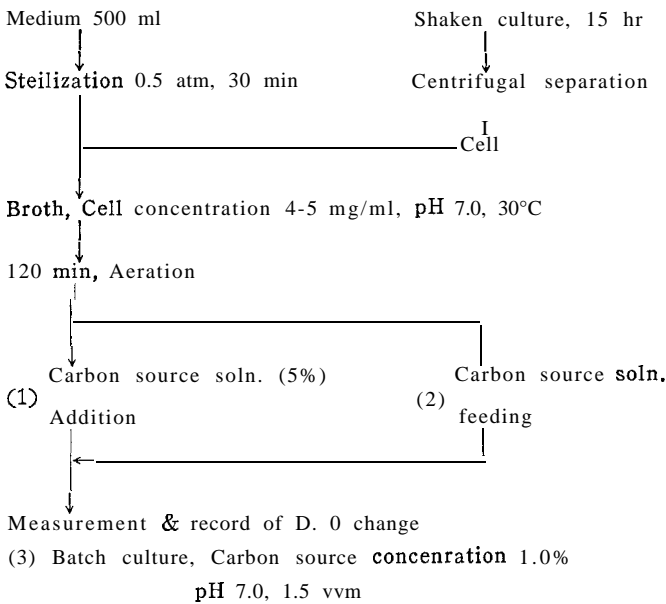 Medium 500 ml
Shaken culture, 15 hr
Steilization 0.5 atm, 30 min
Centrifugal separation
I
Cell
Broth, Cell concentration 4-5 mg/ml, pH 7.0, 30°C
120 min, Aeration
(1) Carbon source soln. (5%)
Addition
(2) Carbon source soln.
feeding
Measurement & record of D. 0 change
(3) Batch culture, Carbon source concenration 1.0%
pH 7.0, 1.5 vvm